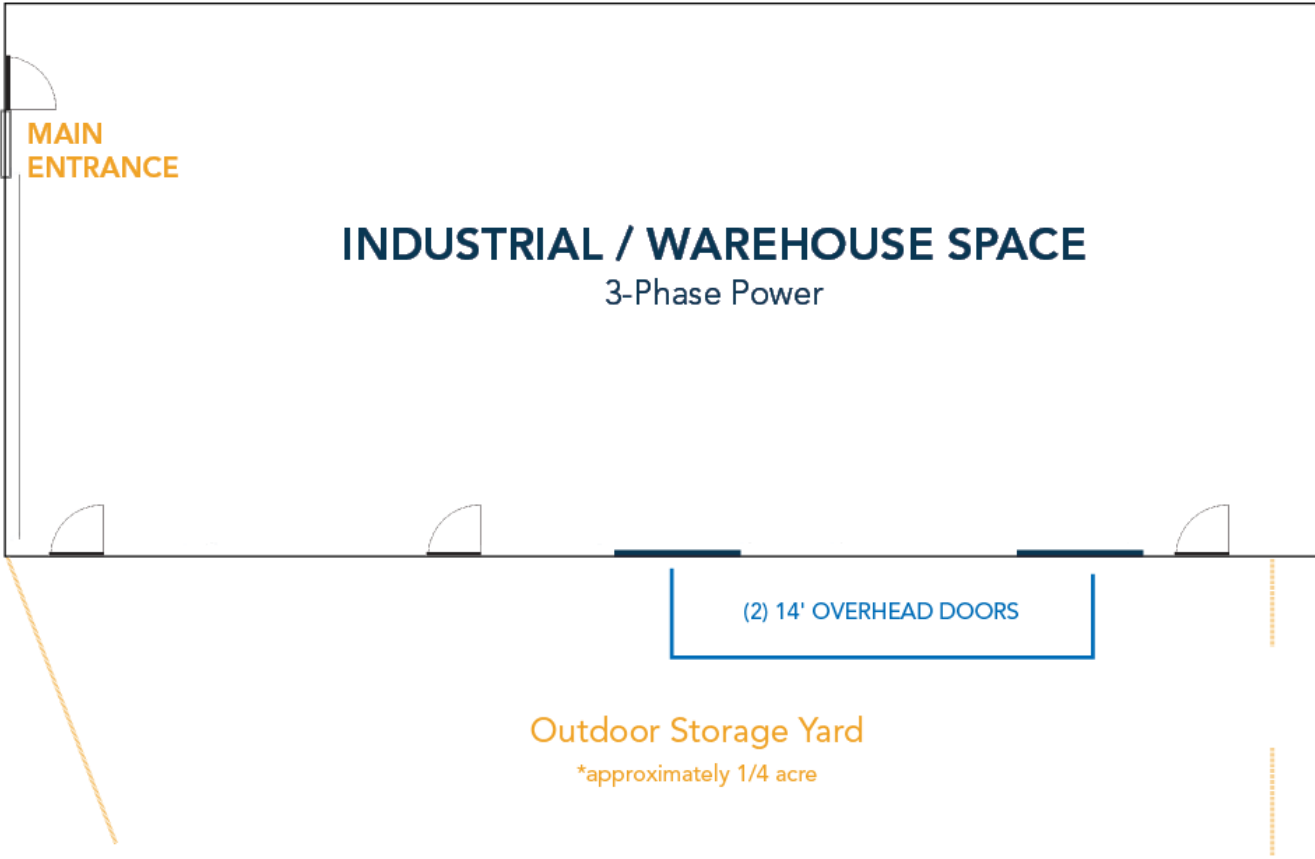 MAIN
ENTRANCE
INDUSTRIAL / WAREHOUSE SPACE
3-Phase Power
(2) 14' OVERHEAD DOORS
Outdoor Storage Yard
*approximately 1/4 acre